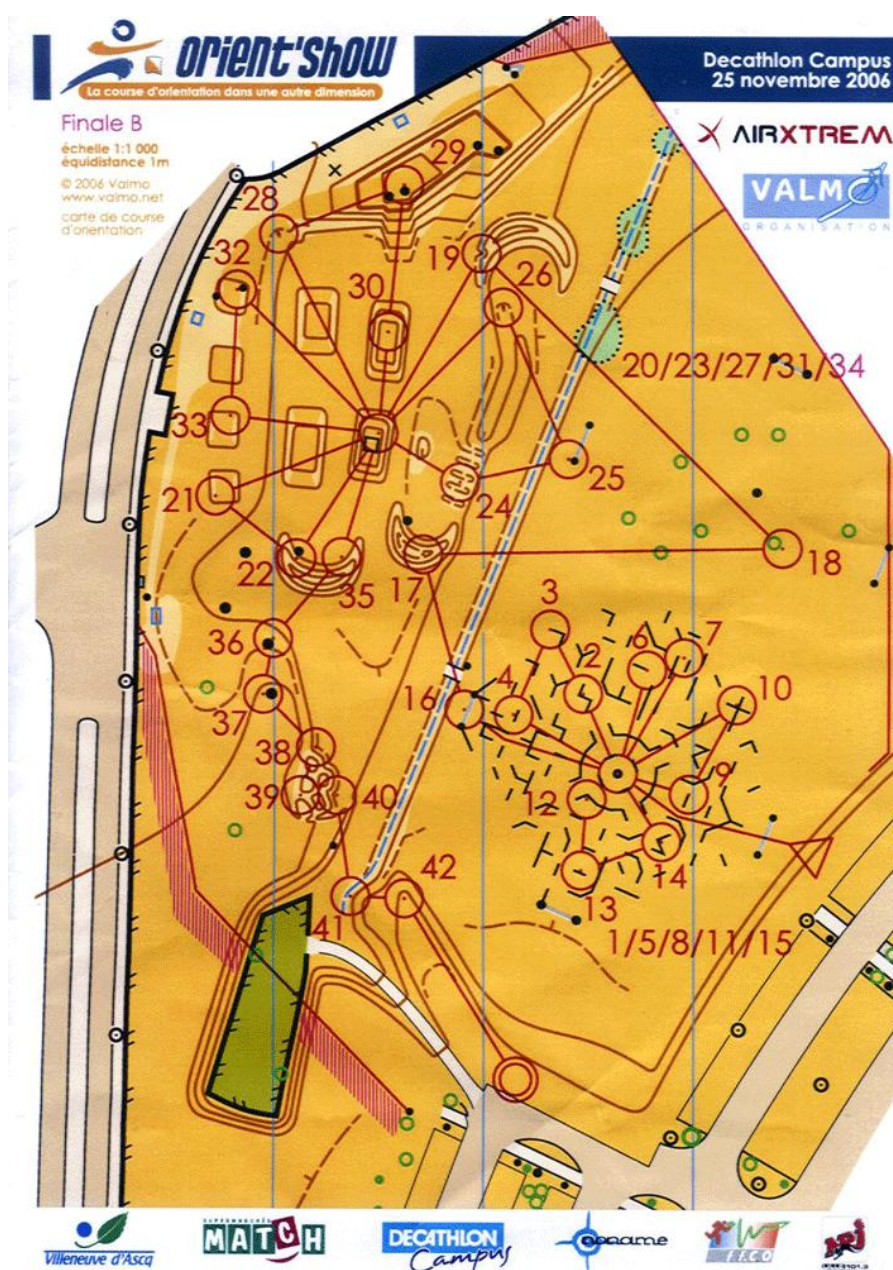 ORIENT'SHOW
La course d'orientation dans une autre dimension
Decathlon Campus
25 novembre 2006
Finale B
échelle 1:1 000
équidistance 1m
© 2006 Valmo
www.valmo.net
carte de course
d'orientation
AIRXTREM
VALMO
ORGANISATION
28
29
19
26
32
30
20/23/27/31/34
33
25
24
21
22
35
17
18
3
36
2
6
7
4
16
10
37
38
39
40
12
9
14
42
41
13
1/5/8/11/15
Villeneuve d'Ascq
SUPERMARCHÉS
MATCH
DECATHLON
Campus
noname
F.F.C.O
NRJ